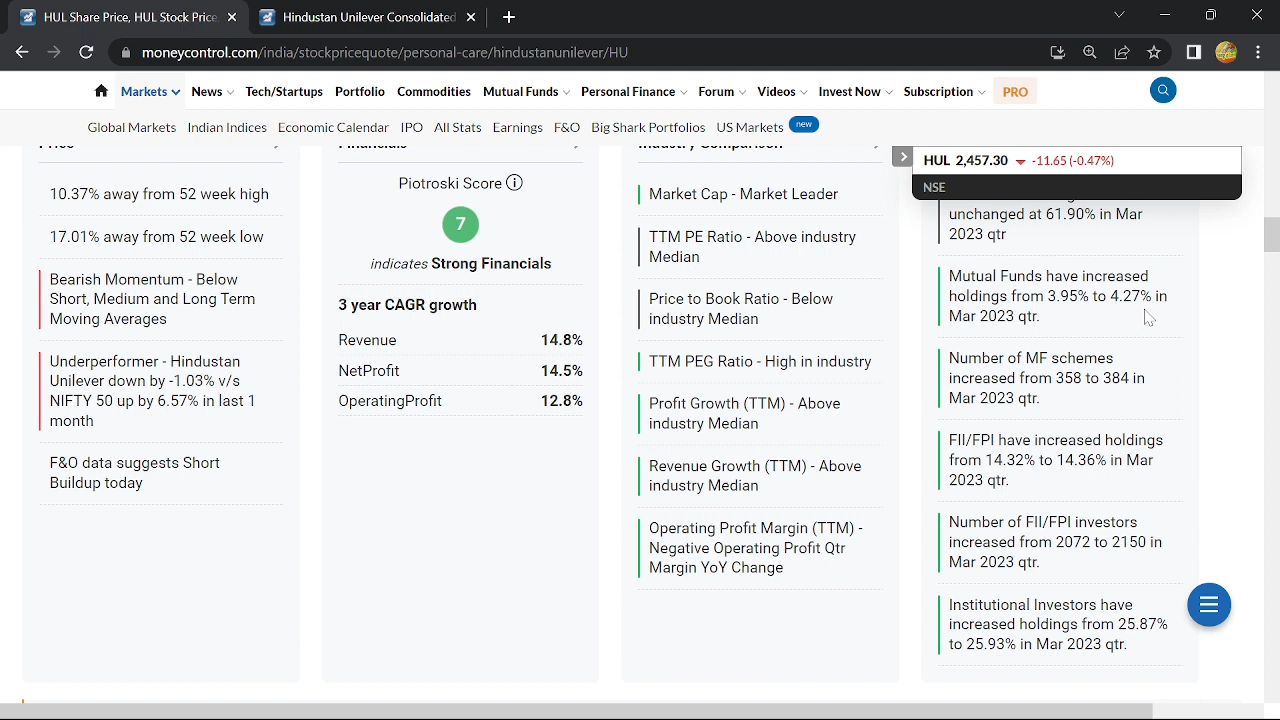 HUL Share Price, HUL Stock Price
Hindustan Unilever Consolidated
moneycontrol.com/india/stockpricequote/personal-care/hindustanunilever/HU
Markets News Tech/Startups Portfolio Commodities Mutual Funds Personal Finance Forum Videos Invest Now Subscription PRO
Global Markets Indian Indices Economic Calendar IPO All Stats Earnings F&O Big Shark Portfolios US Markets new
HUL 2,457.30 -11.65 (-0.47%)
NSE
10.37% away from 52 week high
17.01% away from 52 week low
Bearish Momentum - Below
Short, Medium and Long Term
Moving Averages
Underperformer - Hindustan
Unilever down by -1.03% v/s
NIFTY 50 up by 6.57% in last 1
month
F&O data suggests Short
Buildup today
Piotroski Score
7
indicates Strong Financials
3 year CAGR growth
Revenue 14.8%
NetProfit 14.5%
OperatingProfit 12.8%
Market Cap - Market Leader
TTM PE Ratio - Above industry
Median
Price to Book Ratio - Below
industry Median
TTM PEG Ratio - High in industry
Profit Growth (TTM) - Above
industry Median
Revenue Growth (TTM) - Above
industry Median
Operating Profit Margin (TTM) -
Negative Operating Profit Qtr
Margin YoY Change
unchanged at 61.90% in Mar
2023 qtr
Mutual Funds have increased
holdings from 3.95% to 4.27% in
Mar 2023 qtr.
Number of MF schemes
increased from 358 to 384 in
Mar 2023 qtr.
FII/FPI have increased holdings
from 14.32% to 14.36% in Mar
2023 qtr.
Number of FII/FPI investors
increased from 2072 to 2150 in
Mar 2023 qtr.
Institutional Investors have
increased holdings from 25.87%
to 25.93% in Mar 2023 qtr.